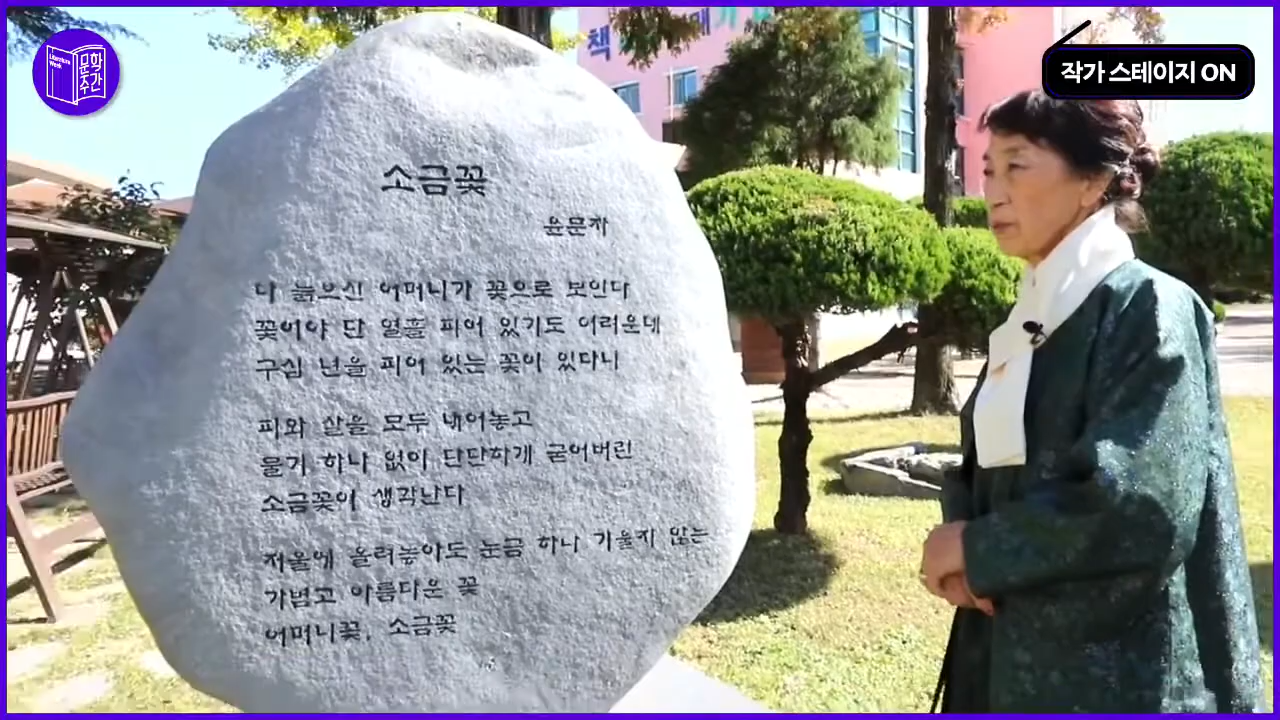 Literature Week
문학주간
작가 스테이지 ON
책
소금꽃
윤문자
나 늙으신 어머니가 꽃으로 보인다
꽃이야 단 열흘 피어 있기도 어려운데
구십 년을 피어 있는 꽃이 있다니
피와 살을 모두 내어놓고
물기 하나 없이 단단하게 굳어버린
소금꽃이 생각난다
저울에 올려놓아도 눈금 하나 기울지 않는
가볍고 아름다운 꽃
어머니꽃, 소금꽃